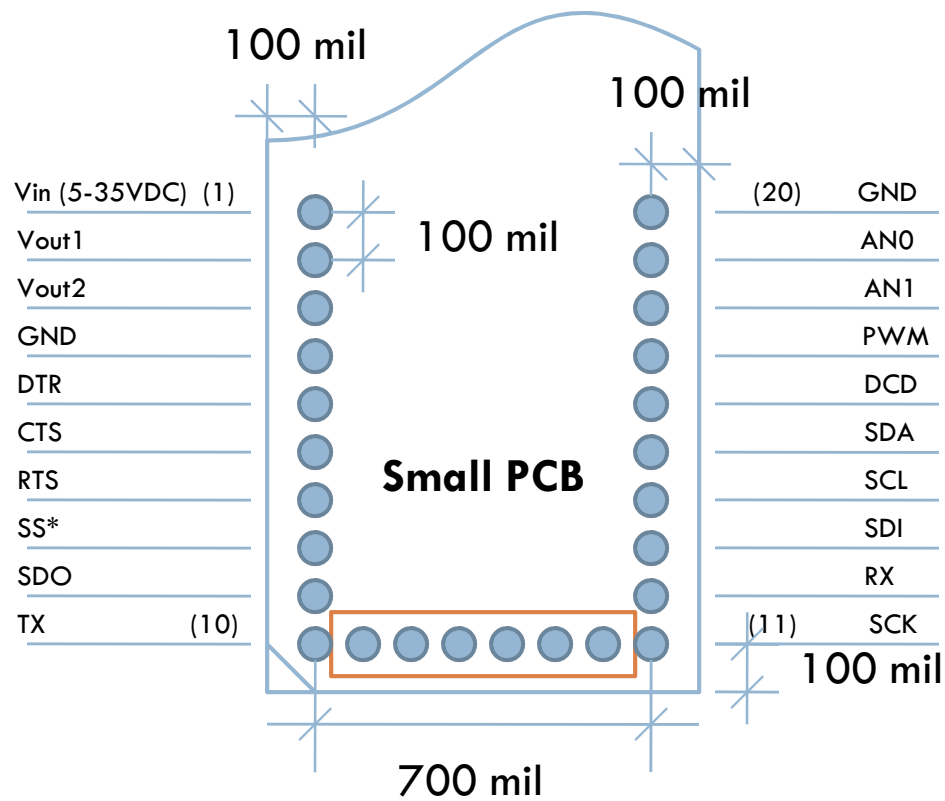 100 mil
100 mil
Vin (5-35VDC) (1)
(20) GND
Vout1
100 mil
AN0
Vout2
AN1
GND
PWM
DTR
DCD
CTS
SDA
RTS
Small PCB
SCL
SS*
SDI
SDO
RX
TX (10)
(11) SCK
100 mil
700 mil